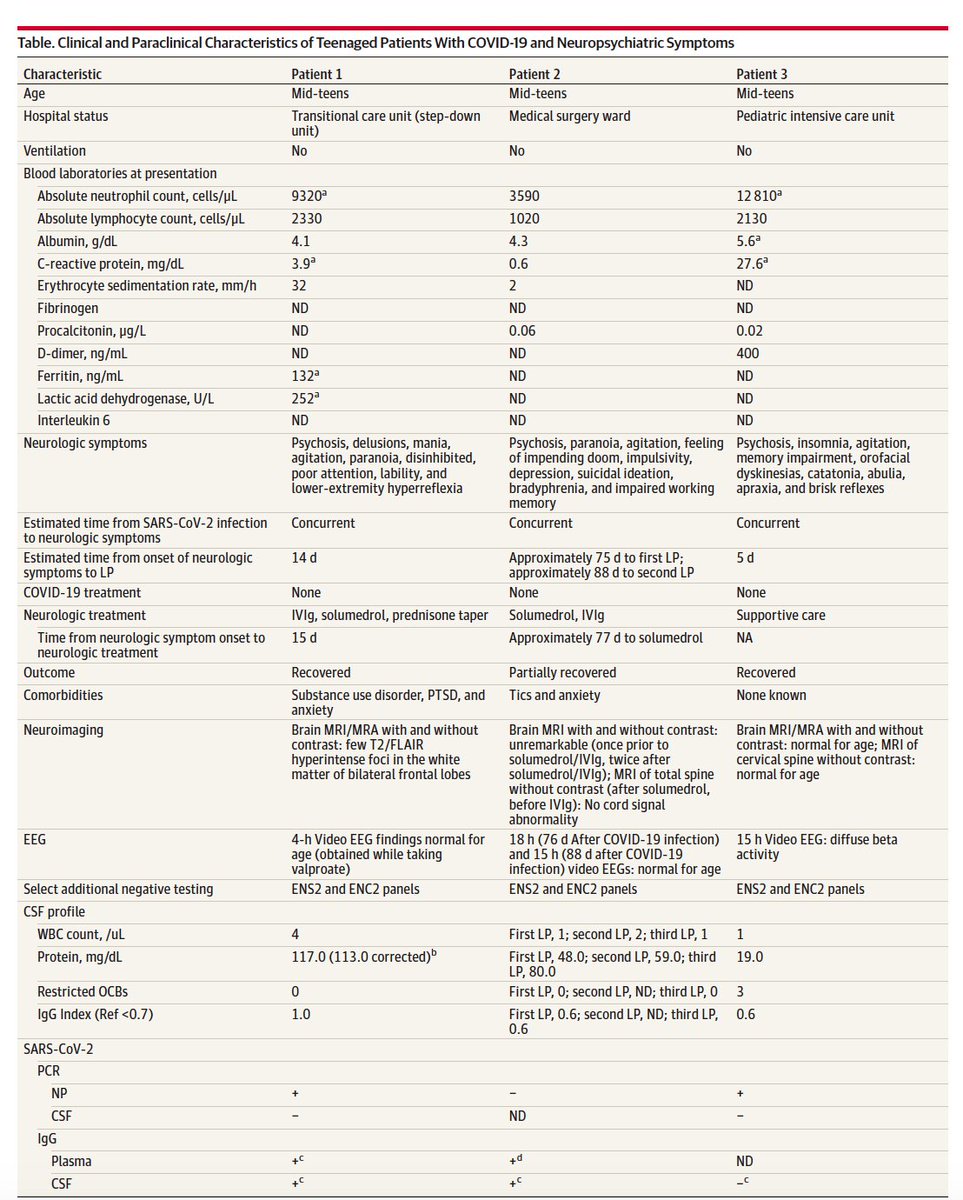 Table. Clinical and Paraclinical Characteristics of Teenaged Patients With COVID-19 and Neuropsychiatric Symptoms
Characteristic Patient 1 Patient 2 Patient 3
Age Mid-teens Mid-teens Mid-teens
Hospital status Transitional care unit (step-down Medical surgery ward Pediatric intensive care unit
unit)
Ventilation No No No
Blood laboratories at presentation
Absolute neutrophil count, cells/μL 9320a 3590 12 810a
Absolute lymphocyte count, cells/μL 2330 1020 2130
Albumin, g/dL 4.1 4.3 5.6a
C-reactive protein, mg/dL 3.9a 0.6 27.6a
Erythrocyte sedimentation rate, mm/h 32 2 ND
Fibrinogen ND ND ND
Procalcitonin, μg/L ND 0.06 0.02
D-dimer, ng/mL ND ND 400
Ferritin, ng/mL 132a ND ND
Lactic acid dehydrogenase, U/L 252a ND ND
Interleukin 6 ND ND ND
Neurologic symptoms Psychosis, delusions, mania, Psychosis, paranoia, agitation, feeling Psychosis, insomnia, agitation,
agitation, paranoia, disinhibited, of impending doom, impulsivity, memory impairment, orofacial
poor attention, lability, and depression, suicidal ideation, dyskinesias, catatonia, abulia,
lower-extremity hyperreflexia bradyphrenia, and impaired working apraxia, and brisk reflexes
memory
Estimated time from SARS-CoV-2 infection Concurrent Concurrent Concurrent
to neurologic symptoms
Estimated time from onset of neurologic 14 d Approximately 75 d to first LP; 5 d
symptoms to LP approximately 88 d to second LP
COVID-19 treatment None None None
Neurologic treatment IVIg, solumedrol, prednisone taper Solumedrol, IVIg Supportive care
Time from neurologic symptom onset to 15 d Approximately 77 d to solumedrol NA
neurologic treatment
Outcome Recovered Partially recovered Recovered
Comorbidities Substance use disorder, PTSD, and Tics and anxiety None known
anxiety
Neuroimaging Brain MRI/MRA with and without Brain MRI with and without contrast: Brain MRI/MRA with and without
contrast: few T2/FLAIR unremarkable (once prior to contrast: normal for age; MRI of
hyperintense foci in the white solumedrol/IVIg, twice after cervical spine without contrast:
matter of bilateral frontal lobes solumedrol/IVIg); MRI of total spine normal for age
without contrast (after solumedrol,
before IVIg): No cord signal
abnormality
EEG 4-h Video EEG findings normal for 18 h (76 d After COVID-19 infection) 15 h Video EEG: diffuse beta
age (obtained while taking and 15 h (88 d after COVID-19 activity
valproate) infection) video EEGs: normal for age
Select additional negative testing ENS2 and ENC2 panels ENS2 and ENC2 panels ENS2 and ENC2 panels
CSF profile
WBC count, /uL 4 First LP, 1; second LP, 2; third LP, 1 1
Protein, mg/dL 117.0 (113.0 corrected)b First LP, 48.0; second LP, 59.0; third 19.0
LP, 80.0
Restricted OCBs 0 First LP, 0; second LP, ND; third LP, 0 3
IgG Index (Ref <0.7) 1.0 First LP, 0.6; second LP, ND; third LP, 0.6
0.6
SARS-CoV-2
PCR
NP + − +
CSF − ND −
IgG
Plasma +c +d ND
CSF +c +c −c